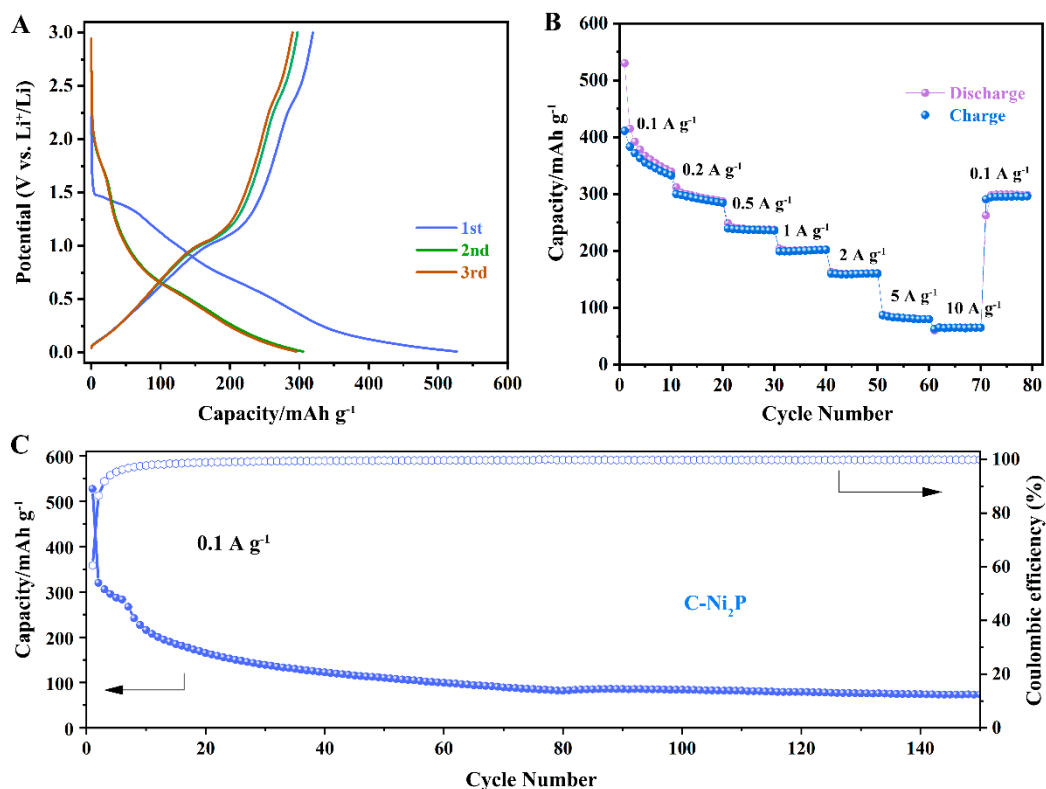 A
Potential (V vs. Li⁺/Li)
3.0
2.5
2.0
1.5
1.0
0.5
0.0
1st
2nd
3rd
0 100 200 300 400 500 600
Capacity/mAh g⁻¹
B
Capacity/mAh g⁻¹
600
500
400
300
200
100
0
Discharge
Charge
0.1 A g⁻¹
0.2 A g⁻¹
0.5 A g⁻¹
1 A g⁻¹
2 A g⁻¹
5 A g⁻¹
10 A g⁻¹
0.1 A g⁻¹
0 10 20 30 40 50 60 70 80
Cycle Number
C
Capacity/mAh g⁻¹
600
500
400
300
200
100
0
0.1 A g⁻¹
C-Ni₂P
100
80
60
40
20
0
Coulombic efficiency (%)
0 20 40 60 80 100 120 140
Cycle Number